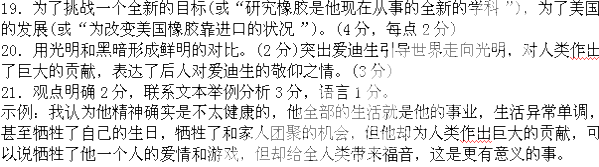 19．为了挑战一个全新的目标(或“研究橡胶是他现在从事的全新的学科 ”)，为了美国
的发展(或“为改变美国橡胶靠进口的状况 ”)。（4分，每点 2 分）
20．用光明和黑暗形成鲜明的对比。（2 分）突出爱迪生引导世界走向光明，对人类作出
了巨大的贡献，表达了后人对爱迪生的敬仰之情。（3 分）
21．观点明确 2 分，联系文本举例分析 3 分，语言 1 分。
示例：我认为他精神确实是不太健康的，他全部的生活就是他的事业，生活异常单调，
甚至牺牲了自己的生日，牺牲了和家人团聚的机会，但他却为人类作出巨大的贡献，可
以说牺牲了他一个人的爱情和游戏，但却给全人类带来福音，这是更有意义的事。